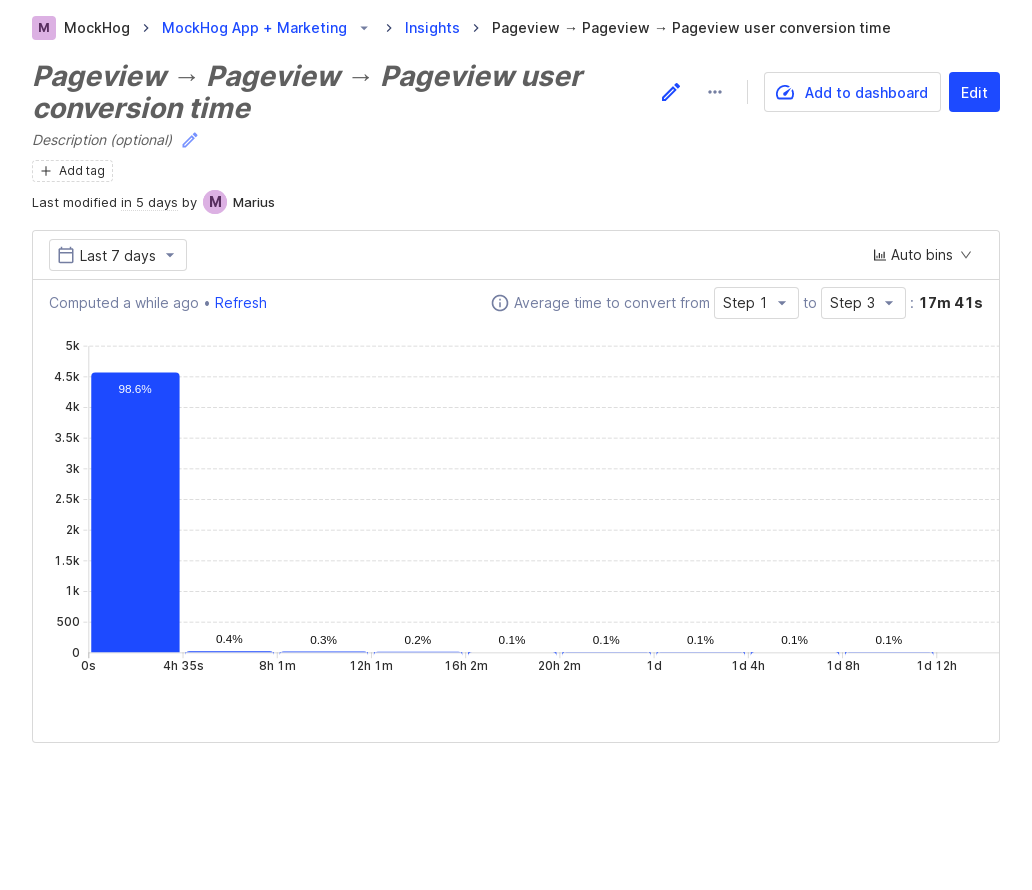 M MockHog > MockHog App + Marketing > Insights > Pageview → Pageview → Pageview user conversion time
Pageview → Pageview → Pageview user
conversion time
Add to dashboard
Edit
Description (optional)
+ Add tag
Last modified in 5 days by M Marius
Last 7 days
Auto bins
Computed a while ago • Refresh
Average time to convert from Step 1 to Step 3 : 17m 41s
5k
4.5k
4k
3.5k
3k
2.5k
2k
1.5k
1k
500
0
98.6% 0.4% 0.3% 0.2% 0.1% 0.1% 0.1% 0.1% 0.1%
0s 4h 35s 8h 1m 12h 1m 16h 2m 20h 2m 1d 1d 4h 1d 8h 1d 12h